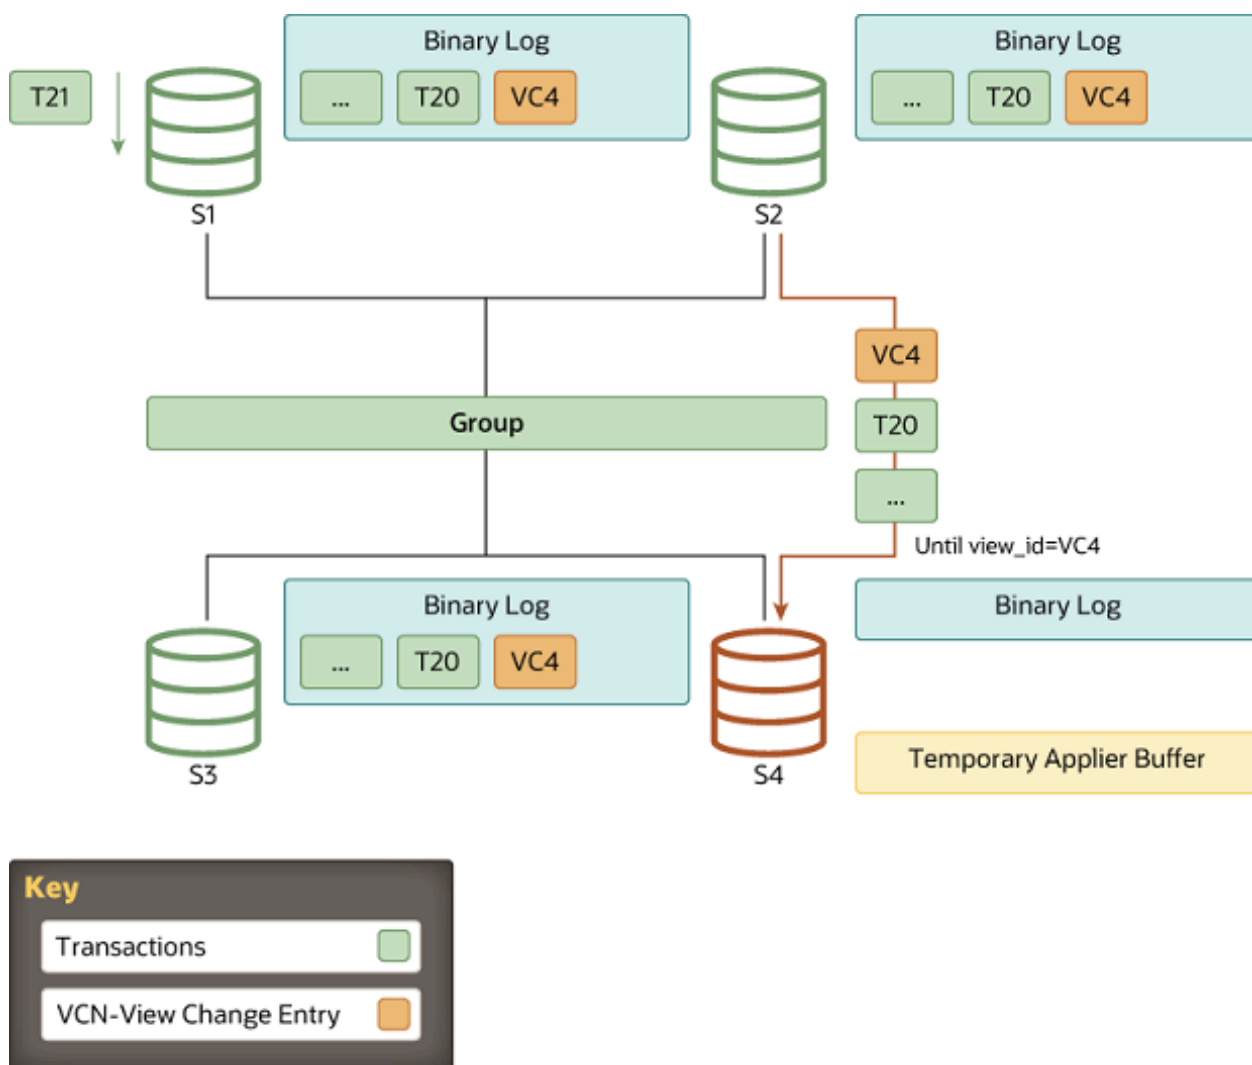 Binary Log
Binary Log
T21
... T20 VC4
... T20 VC4
S1
S2
VC4
Group
T20
...
Until view_id=VC4
Binary Log
Binary Log
... T20 VC4
Temporary Applier Buffer
S3
S4
Key
Transactions
VCN-View Change Entry